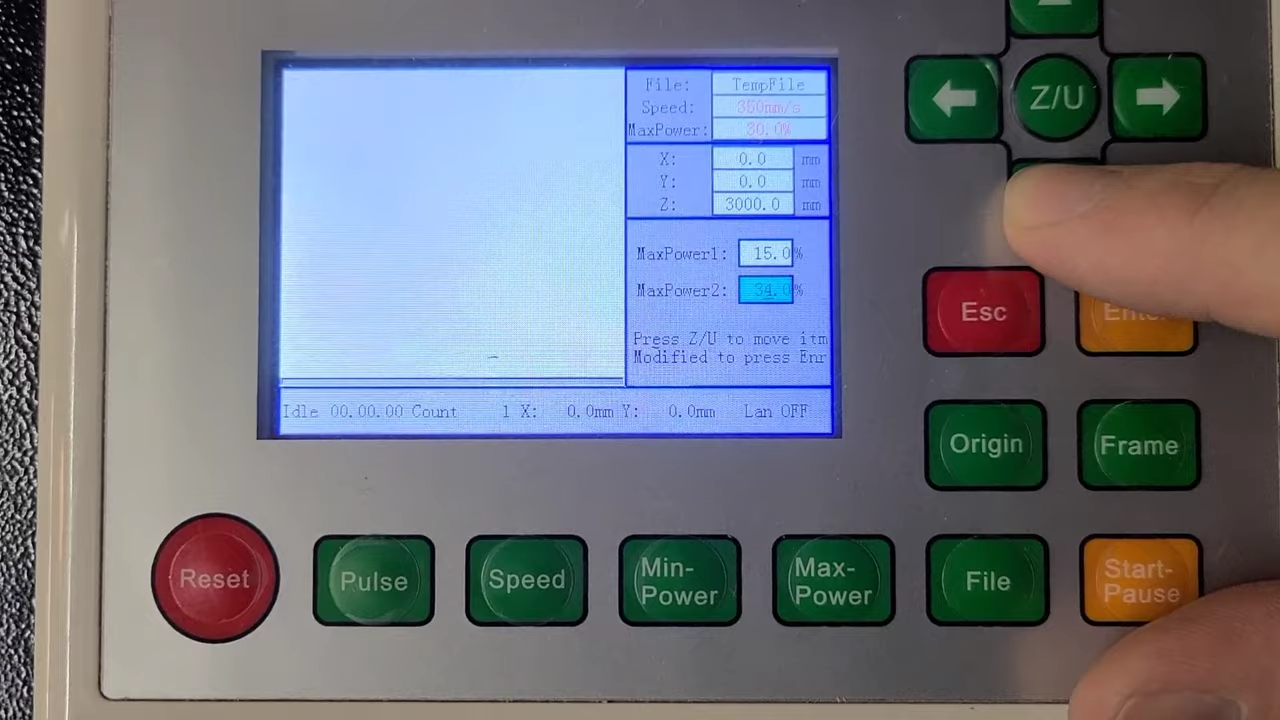 File: TempFile
Speed: 350mm/s
MaxPower: 30.0%
X: 0.0 mm
Y: 0.0 mm
Z: 3000.0 mm
MaxPower1: 15.0%
MaxPower2: 34.0%
Press Z/U to move itm
Modified to press Enr
Idle 00.00.00 Count 1 X: 0.0mm Y: 0.0mm Lan OFF
Z/U
Esc
Origin
Frame
Reset
Pulse
Speed
Min-
Power
Max-
Power
File
Start-
Pause